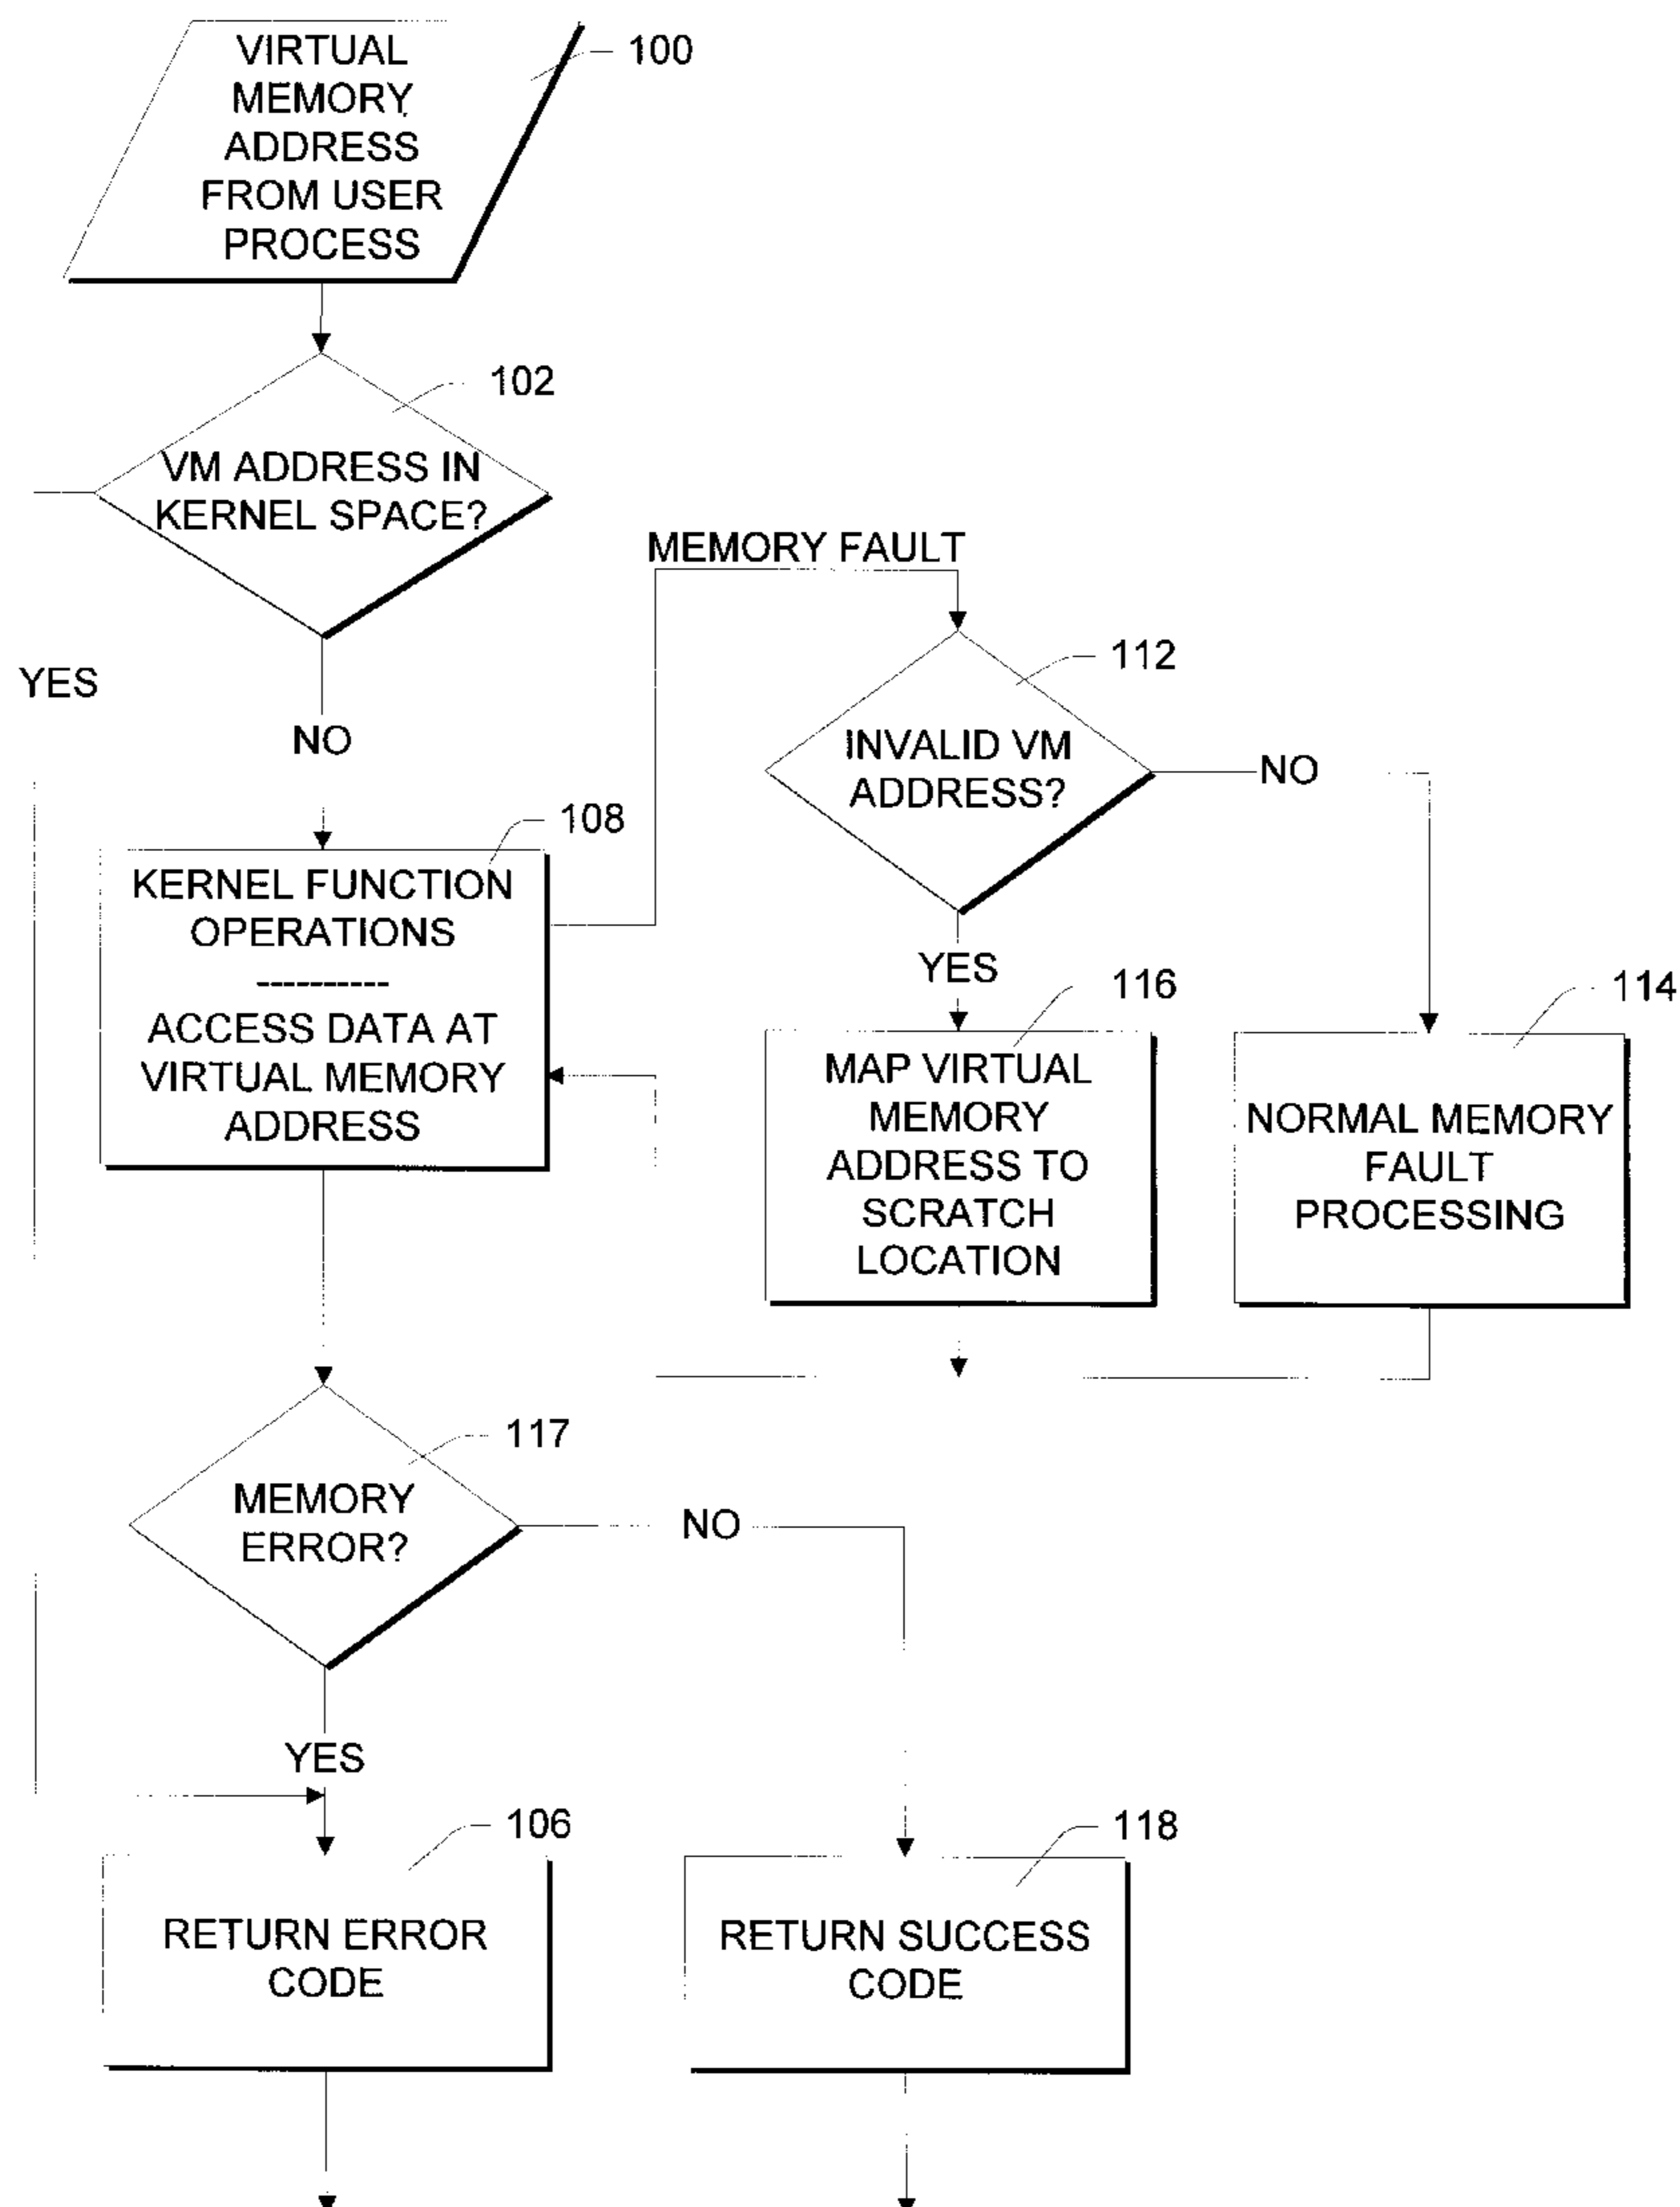 VIRTUAL
MEMORY
ADDRESS
FROM USER
PROCESS
100
102
VM ADDRESS IN
KERNEL SPACE?
YES
NO
MEMORY FAULT
112
INVALID VM
ADDRESS?
NO
YES
108
KERNEL FUNCTION
OPERATIONS
----------
ACCESS DATA AT
VIRTUAL MEMORY
ADDRESS
116
MAP VIRTUAL
MEMORY
ADDRESS TO
SCRATCH
LOCATION
114
NORMAL MEMORY
FAULT
PROCESSING
117
MEMORY
ERROR?
NO
YES
106
RETURN ERROR
CODE
118
RETURN SUCCESS
CODE